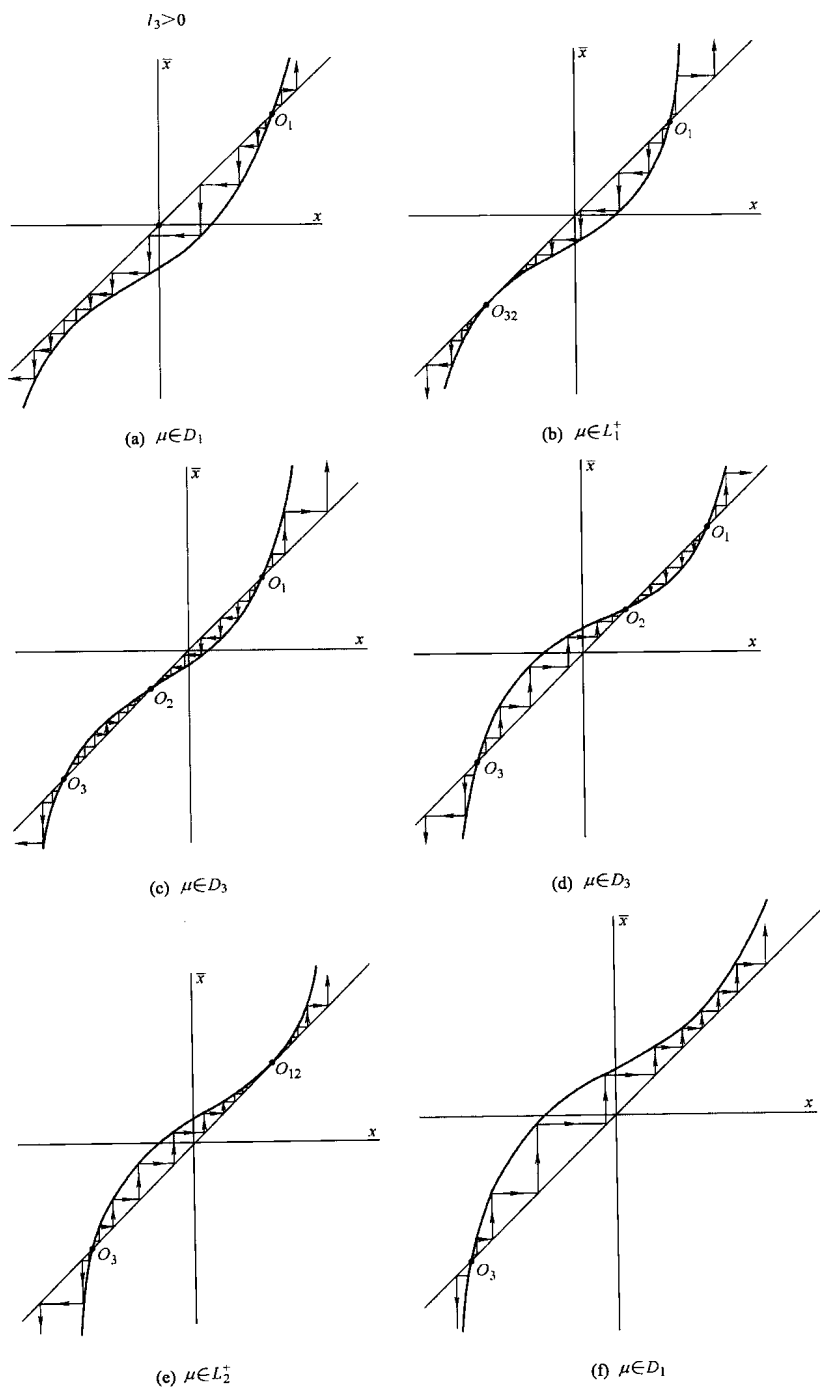 l₃>0
x̄
O₁
x
(a) μ∈D₁
x̄
O₁
x
O₃₂
(b) μ∈L₁⁺
x̄
O₁
x
O₂
O₃
(c) μ∈D₃
x̄
O₁
O₂
x
O₃
(d) μ∈D₃
x̄
O₁₂
x
O₃
(e) μ∈L₂⁺
x̄
x
O₃
(f) μ∈D₁